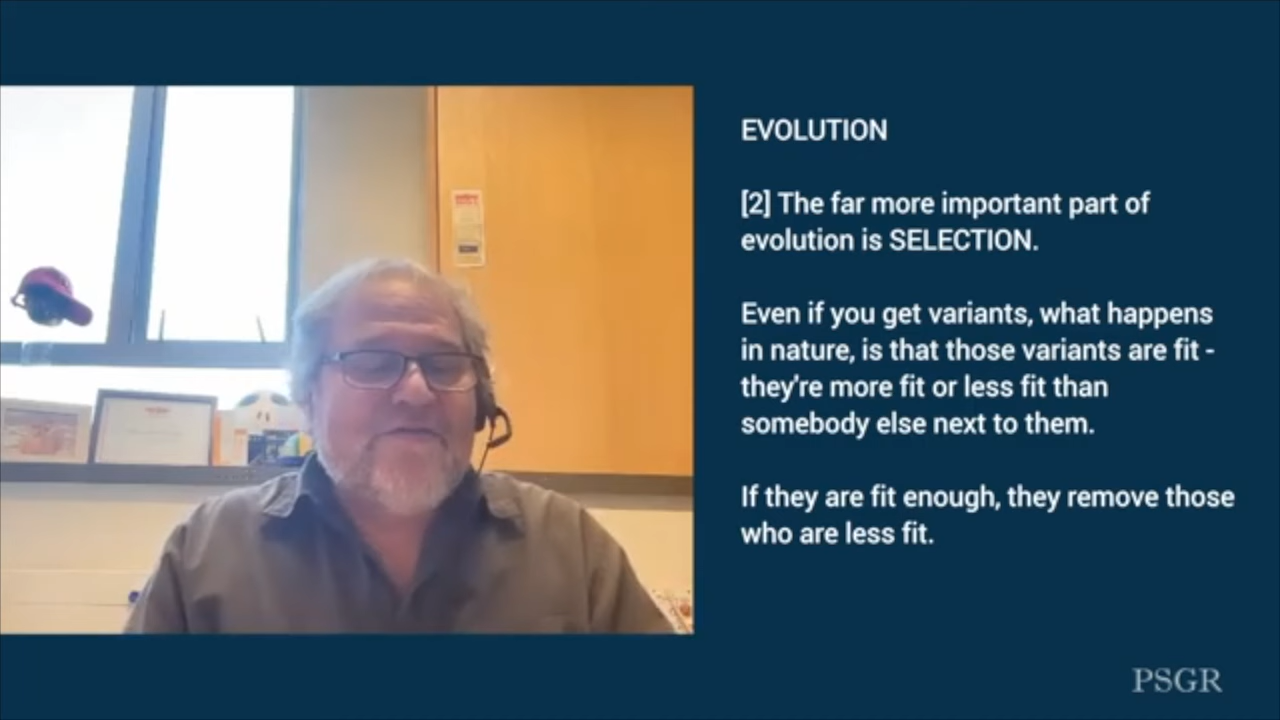 EVOLUTION
[2] The far more important part of
evolution is SELECTION.
Even if you get variants, what happens
in nature, is that those variants are fit -
they're more fit or less fit than
somebody else next to them.
If they are fit enough, they remove those
who are less fit.
PSGR